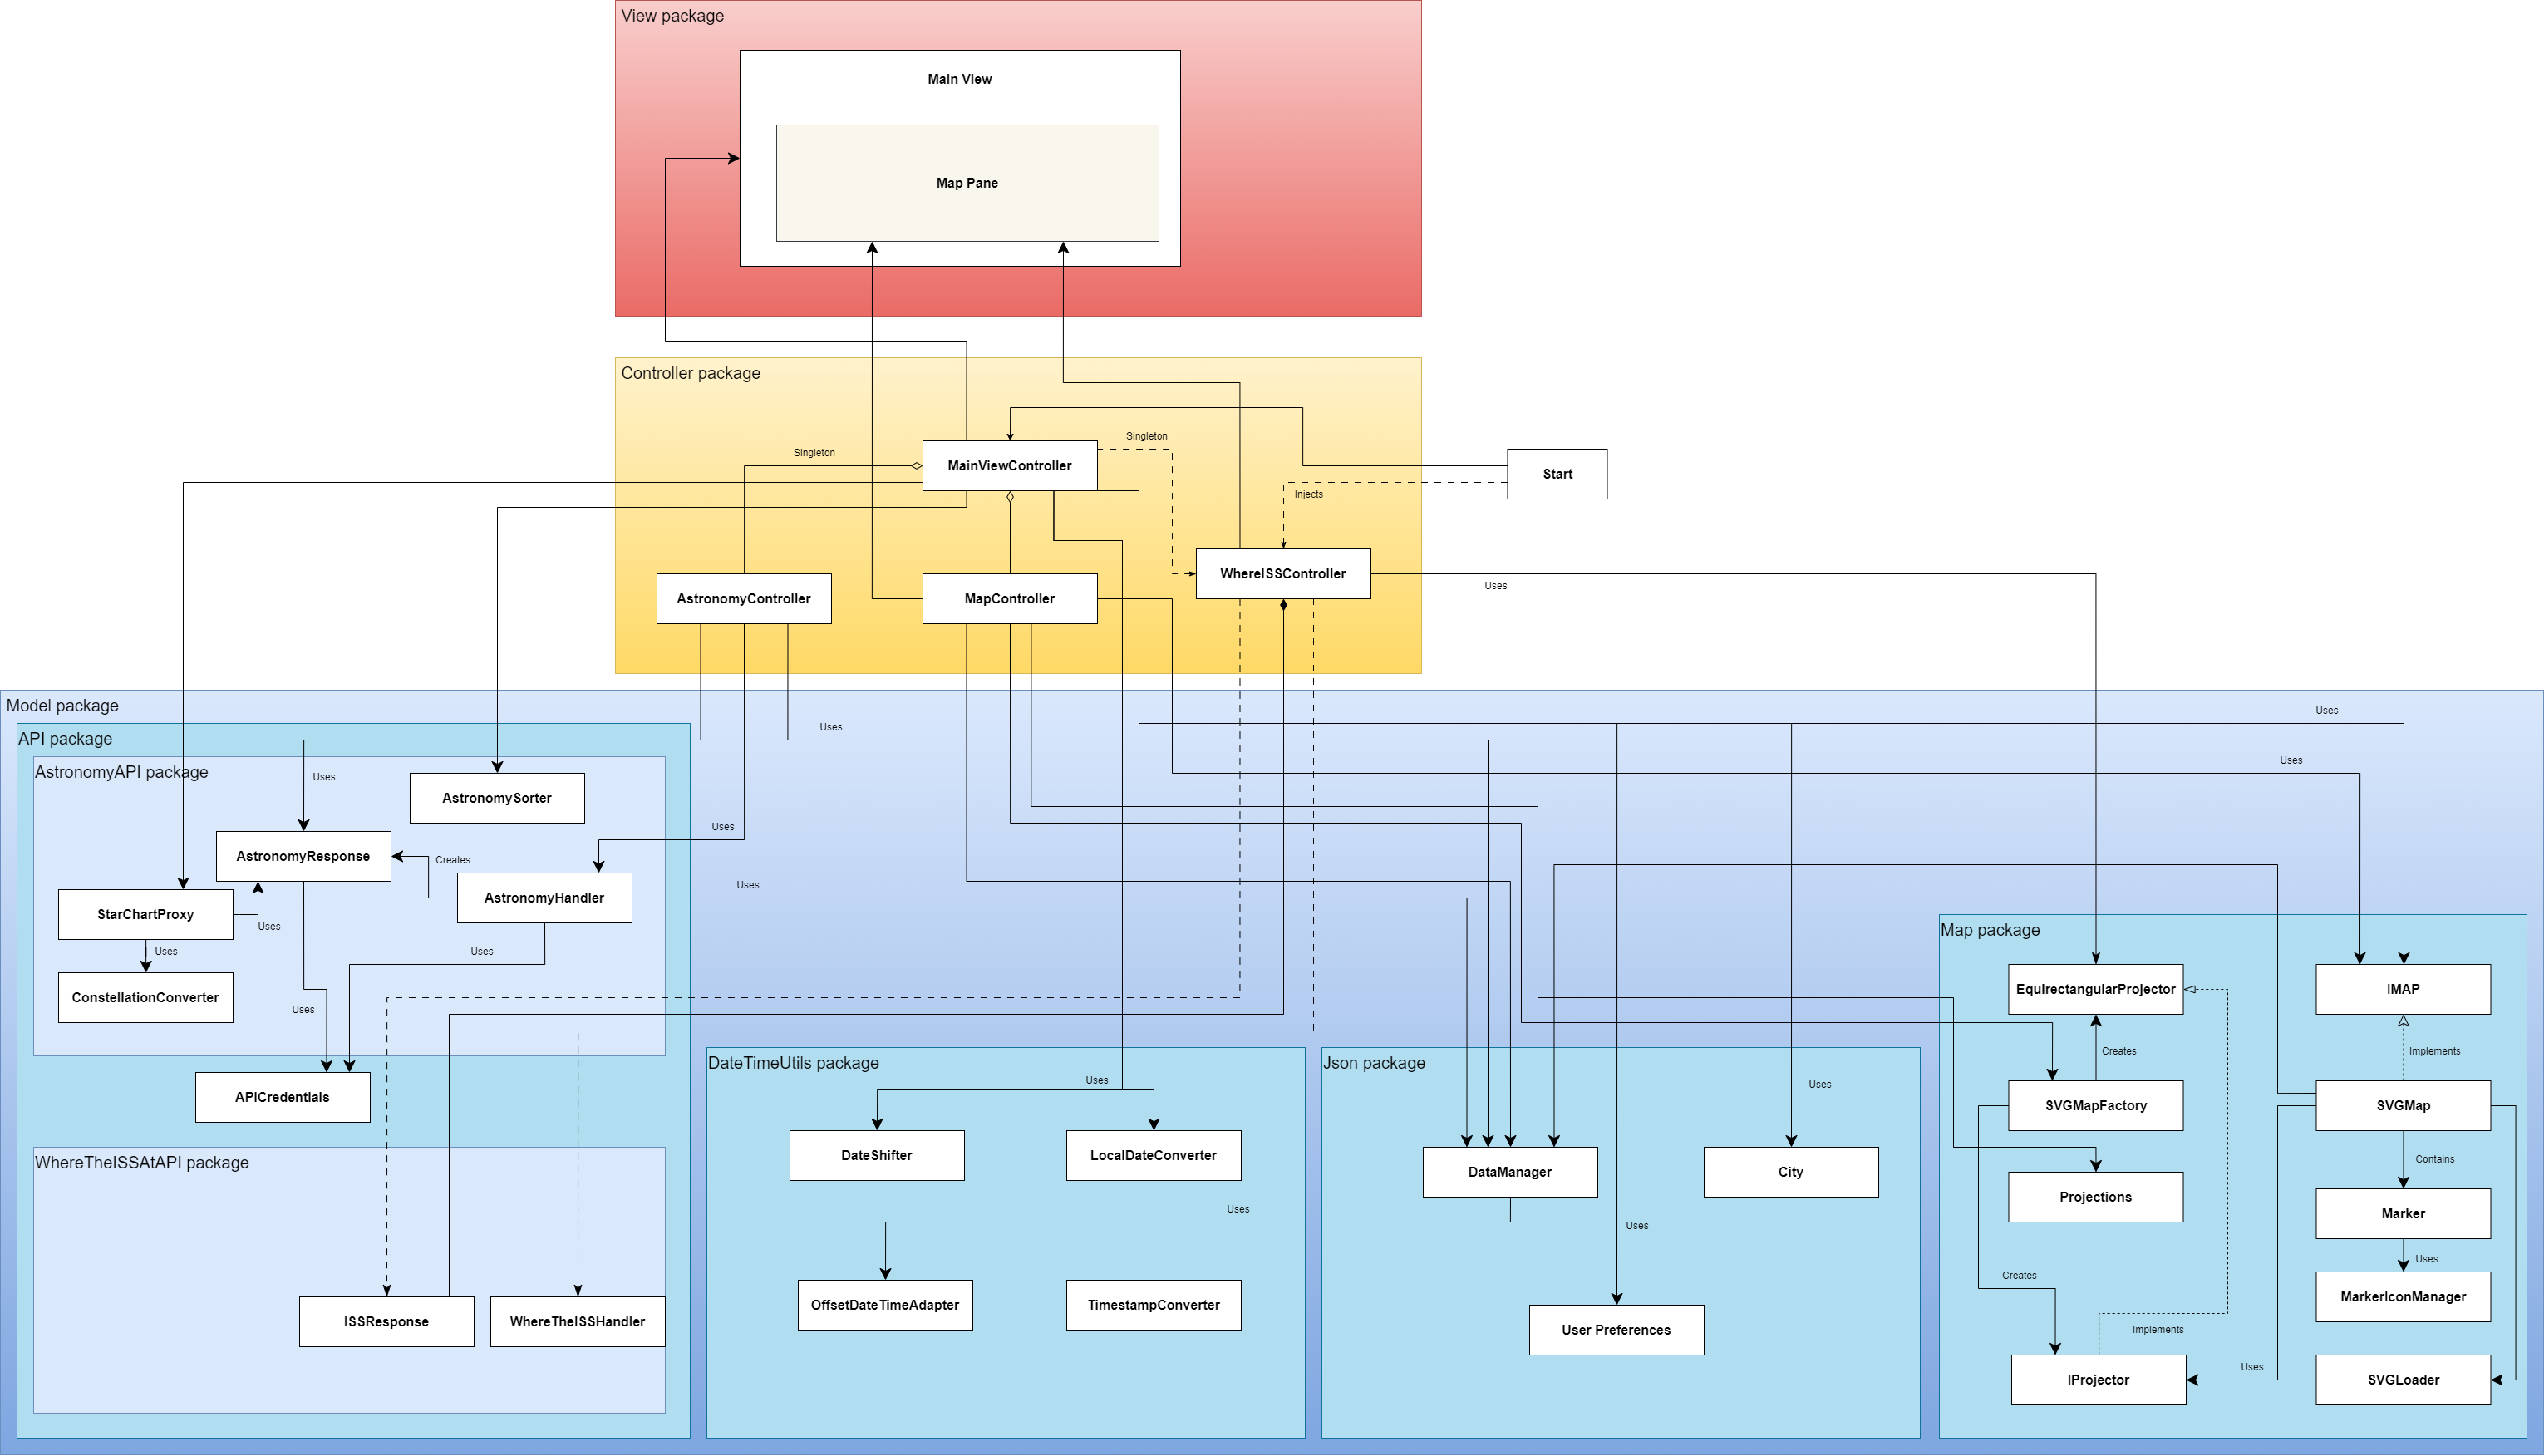 View package
Main View
Map Pane
Controller package
Singleton
Singleton
MainViewController
Start
Injects
WhereISSController
Uses
AstronomyController
MapController
Model package
Uses
Uses
API package
Uses
AstronomyAPI package
Uses
AstronomySorter
Uses
AstronomyResponse
Creates
Uses
AstronomyHandler
StarChartProxy
Uses
Uses
Uses
ConstellationConverter
Uses
APICredentials
WhereTheISSAtAPI package
ISSResponse
WhereTheISSHandler
DateTimeUtils package
Uses
DateShifter
LocalDateConverter
Uses
OffsetDateTimeAdapter
TimestampConverter
Json package
Uses
DataManager
City
Uses
User Preferences
Map package
EquirectangularProjector
IMAP
Creates
Implements
SVGMapFactory
SVGMap
Contains
Projections
Marker
Uses
Creates
MarkerIconManager
Implements
Uses
IProjector
SVGLoader